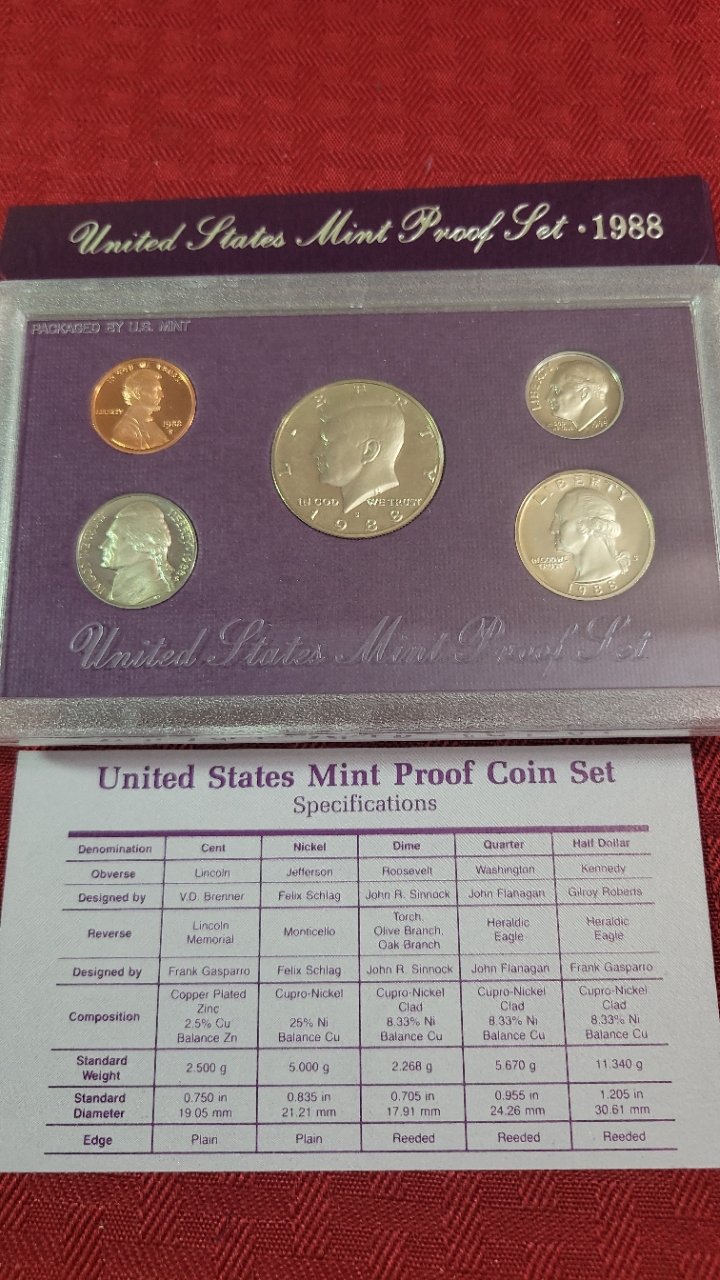 United States Mint Proof Set · 1988
PACKAGED BY U.S. MINT
IN GOD WE TRUST
LIBERTY
1988
LIBERTY
IN GOD WE TRUST
1988
LIBERTY
LIBERTY
IN GOD WE TRUST
1988
United States Mint Proof Set
United States Mint Proof Coin Set
Specifications
Denomination Cent Nickel Dime Quarter Half Dollar
Obverse Lincoln Jefferson Roosevelt Washington Kennedy
Designed by V.D. Brenner Felix Schlag John R. Sinnock John Flanagan Gilroy Roberts
Reverse Lincoln Memorial Monticello Torch, Olive Branch, Oak Branch Heraldic Eagle Heraldic Eagle
Designed by Frank Gasparro Felix Schlag John R. Sinnock John Flanagan Frank Gasparro
Composition Copper Plated Zinc 2.5% Cu Balance Zn Cupro-Nickel 25% Ni Balance Cu Cupro-Nickel Clad 8.33% Ni Balance Cu Cupro-Nickel Clad 8.33% Ni Balance Cu Cupro-Nickel Clad 8.33% Ni Balance Cu
Standard Weight 2.500 g 5.000 g 2.268 g 5.670 g 11.340 g
Standard Diameter 0.750 in 19.05 mm 0.835 in 21.21 mm 0.705 in 17.91 mm 0.955 in 24.26 mm 1.205 in 30.61 mm
Edge Plain Plain Reeded Reeded Reeded